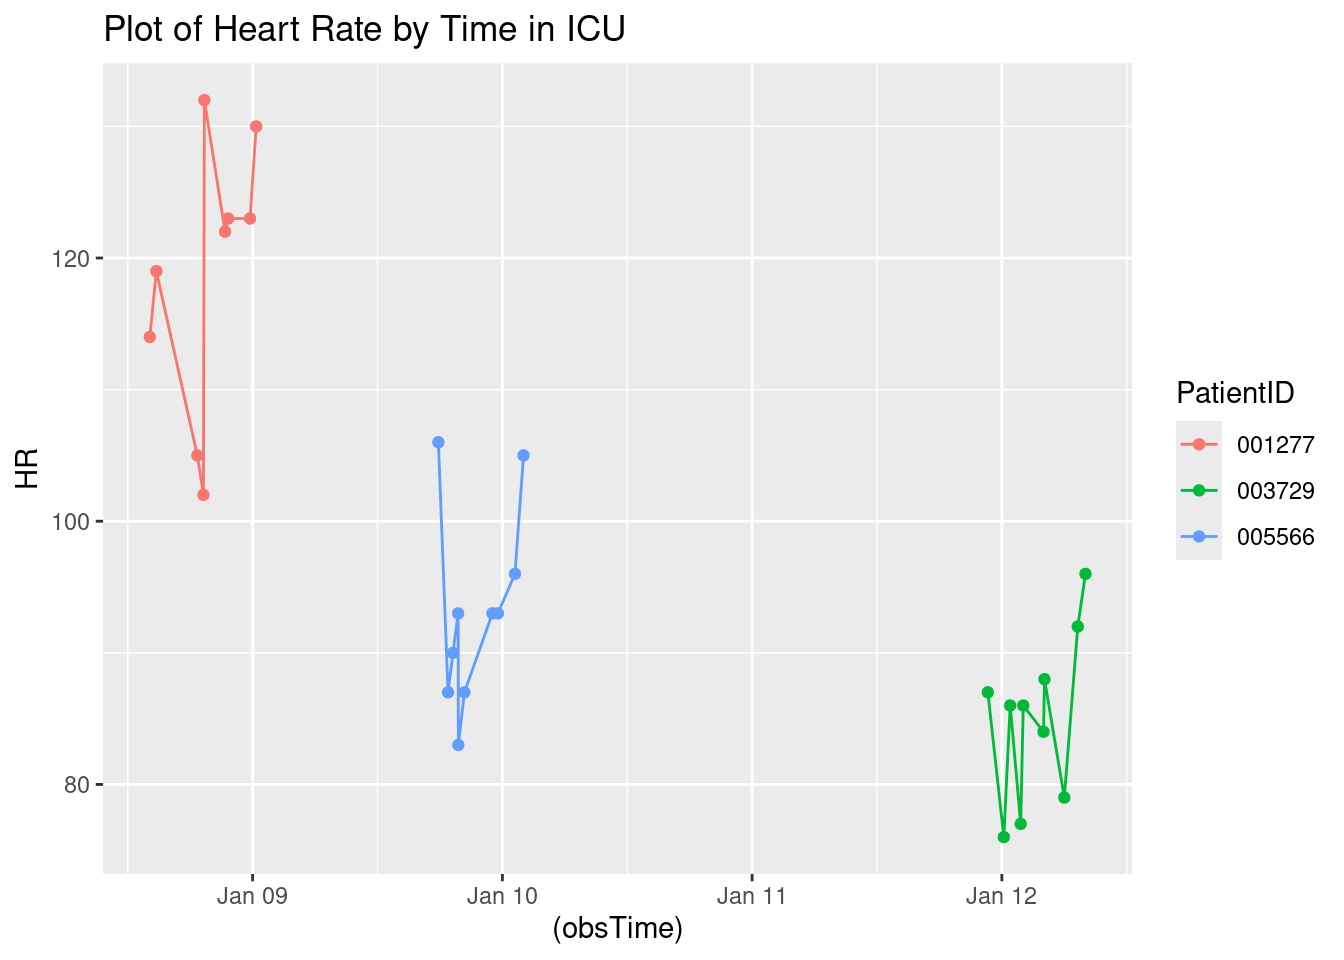 Plot of Heart Rate by Time in ICU
HR
120
100
80
Jan 09
Jan 10
Jan 11
Jan 12
(obsTime)
PatientID
001277
003729
005566